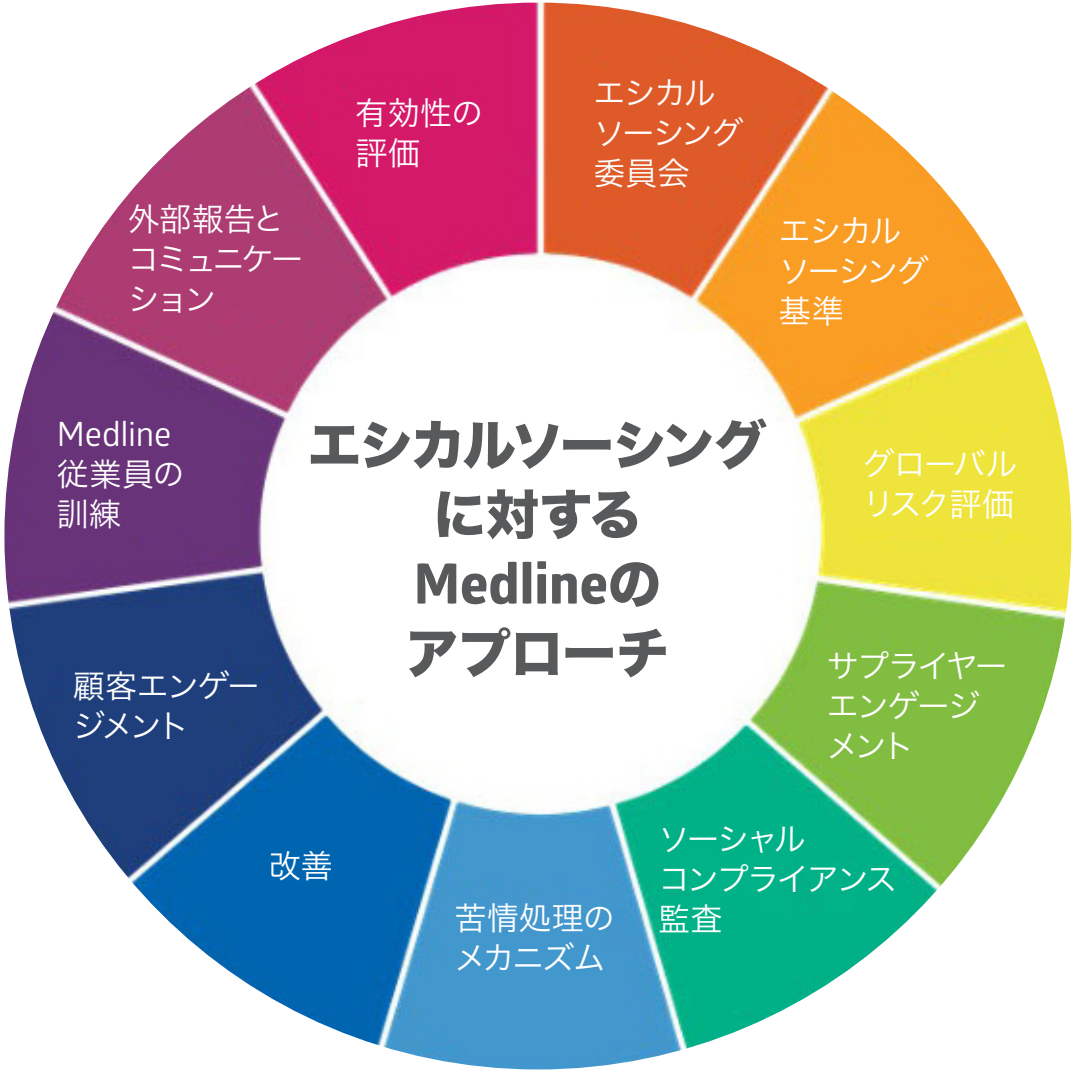 エシカルソーシング
に対する
Medlineの
アプローチ
エシカル
ソーシング
委員会
エシカル
ソーシング
基準
グローバル
リスク評価
サプライヤー
エンゲージ
メント
ソーシャル
コンプライアンス
監査
苦情処理の
メカニズム
改善
顧客エンゲー
ジメント
Medline
従業員の
訓練
外部報告と
コミュニケー
ション
有効性の
評価